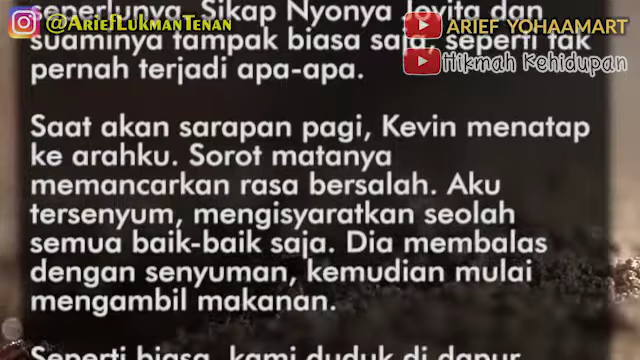 seperlunya. Sikap Nyonya Jovita dan
suaminya tampak biasa saja, seperti tak
pernah terjadi apa-apa.
Saat akan sarapan pagi, Kevin menatap
ke arahku. Sorot matanya
memancarkan rasa bersalah. Aku
tersenyum, mengisyaratkan seolah
semua baik-baik saja. Dia membalas
dengan senyuman, kemudian mulai
mengambil makanan.
Seperti biasa, kami duduk di dapur
@AriefLukmanTenan
ARIEF YOHAAMART
Hikmah Kehidupan